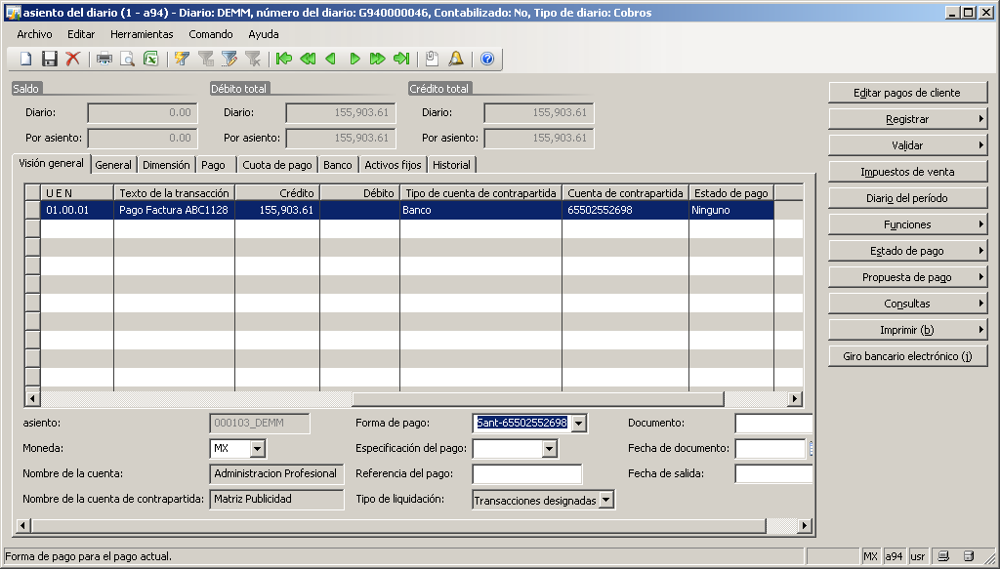 asiento del diario (1 - a94) - Diario: DEMM, número del diario: G940000046, Contabilizado: No, Tipo de diario: Cobros
Archivo Editar Herramientas Comando Ayuda
Saldo Débito total Crédito total
Diario: 0.00 Diario: 155,903.61 Diario: 155,903.61
Por asiento: 0.00 Por asiento: 155,903.61 Por asiento: 155,903.61
Visión general General Dimensión Pago Cuota de pago Banco Activos fijos Historial
U E N Texto de la transacción Crédito Débito Tipo de cuenta de contrapartida Cuenta de contrapartida Estado de pago
01.00.01 Pago Factura ABC1128 155,903.61 Banco 65502552698 Ninguno
asiento: 000103_DEMM Forma de pago: Sant-65502552698 Documento:
Moneda: MX Especificación del pago: Fecha de documento:
Nombre de la cuenta: Administracion Profesional Referencia del pago: Fecha de salida:
Nombre de la cuenta de contrapartida: Matriz Publicidad Tipo de liquidación: Transacciones designadas
Editar pagos de cliente
Registrar
Validar
Impuestos de venta
Diario del período
Funciones
Estado de pago
Propuesta de pago
Consultas
Imprimir (b)
Giro bancario electrónico (j)
Forma de pago para el pago actual. MX a94 usr